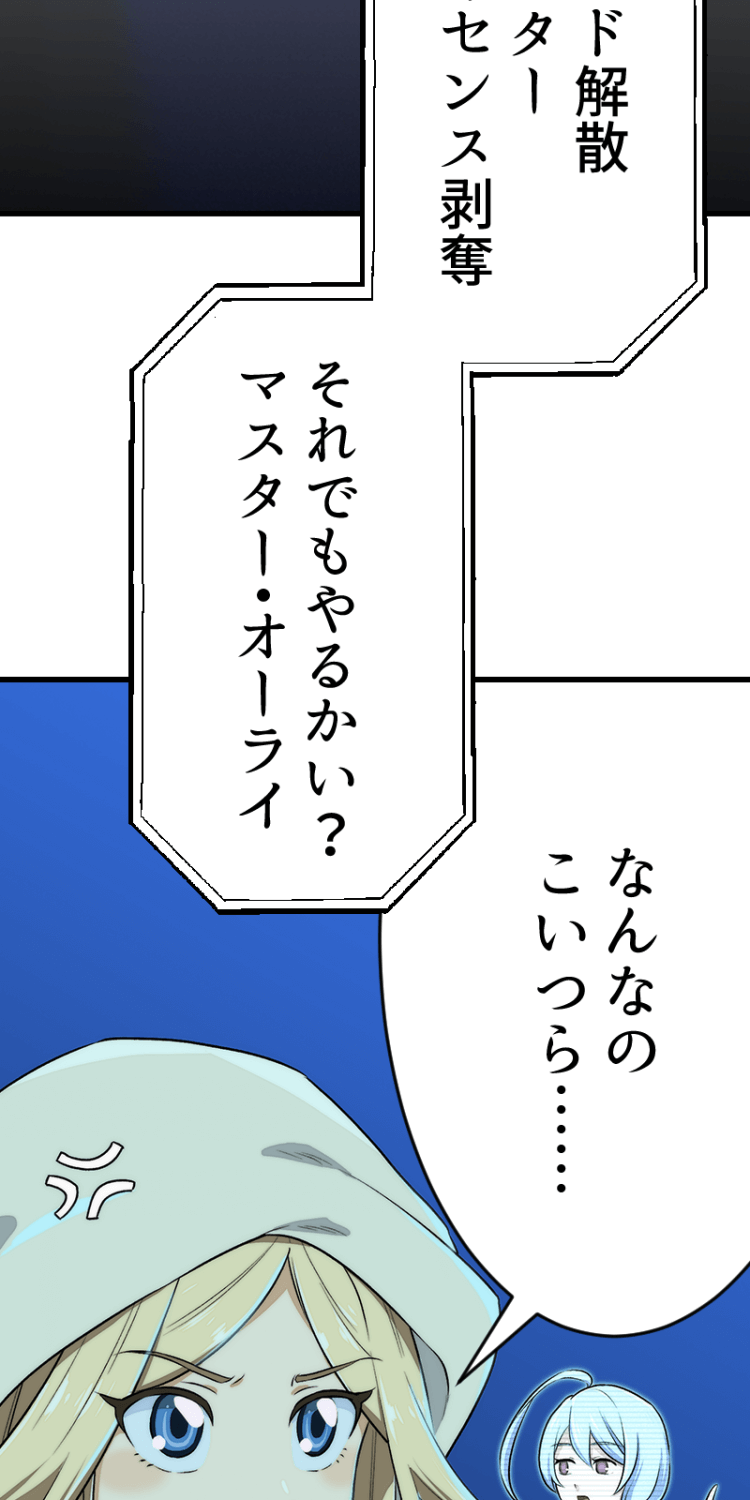 ド解散
ター
センス剥奪
それでもやるかい？
マスター・オーライ
なんなの
こいつら……